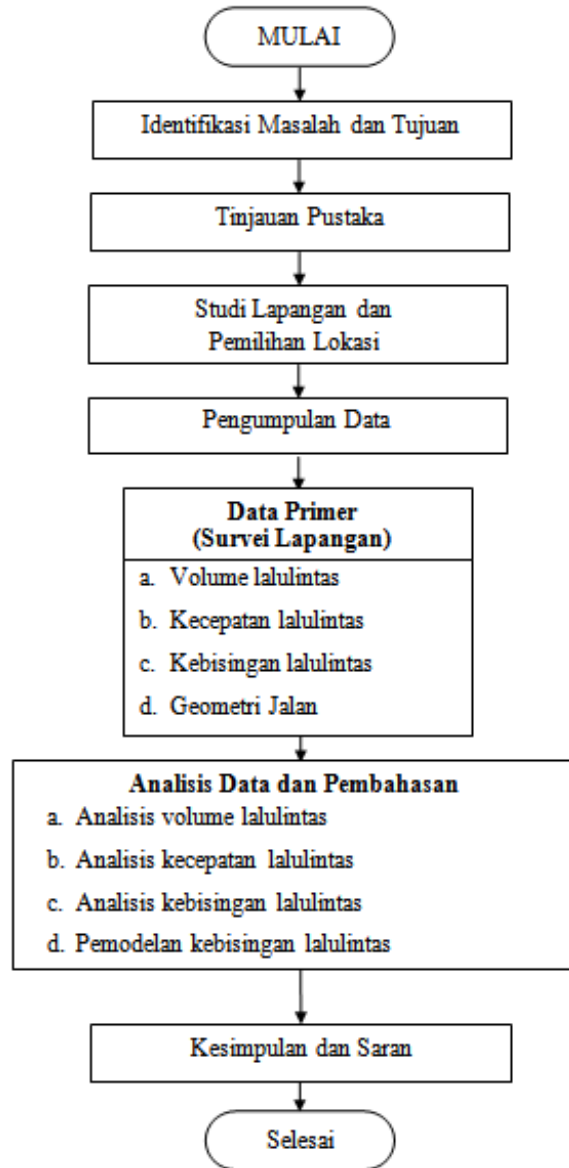 MULAI
Identifikasi Masalah dan Tujuan
Tinjauan Pustaka
Studi Lapangan dan
Pemilihan Lokasi
Pengumpulan Data
Data Primer
(Survei Lapangan)
a. Volume lalulintas
b. Kecepatan lalulintas
c. Kebisingan lalulintas
d. Geometri Jalan
Analisis Data dan Pembahasan
a. Analisis volume lalulintas
b. Analisis kecepatan lalulintas
c. Analisis kebisingan lalulintas
d. Pemodelan kebisingan lalulintas
Kesimpulan dan Saran
Selesai